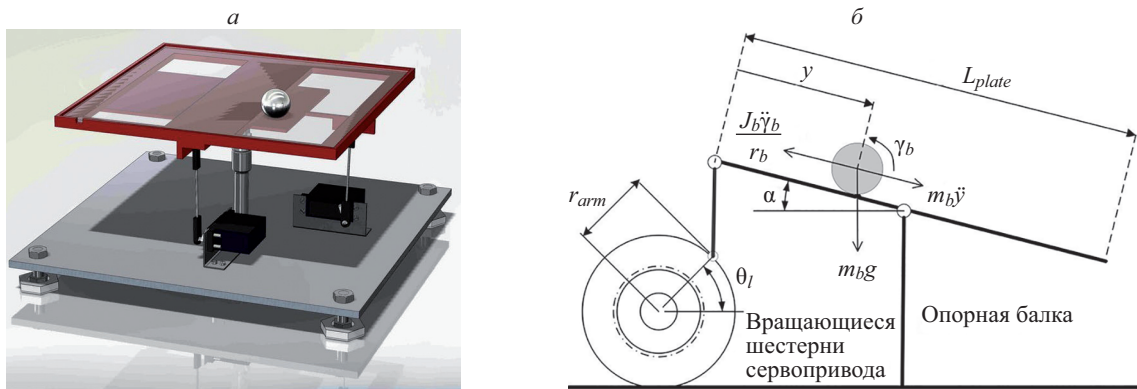 а
б
y
L_plate
J_bγ̈_b
r_b
γ_b
r_arm
α
m_bÿ
m_bg
θ_l
Вращающиеся
шестерни
сервопривода
Опорная балка